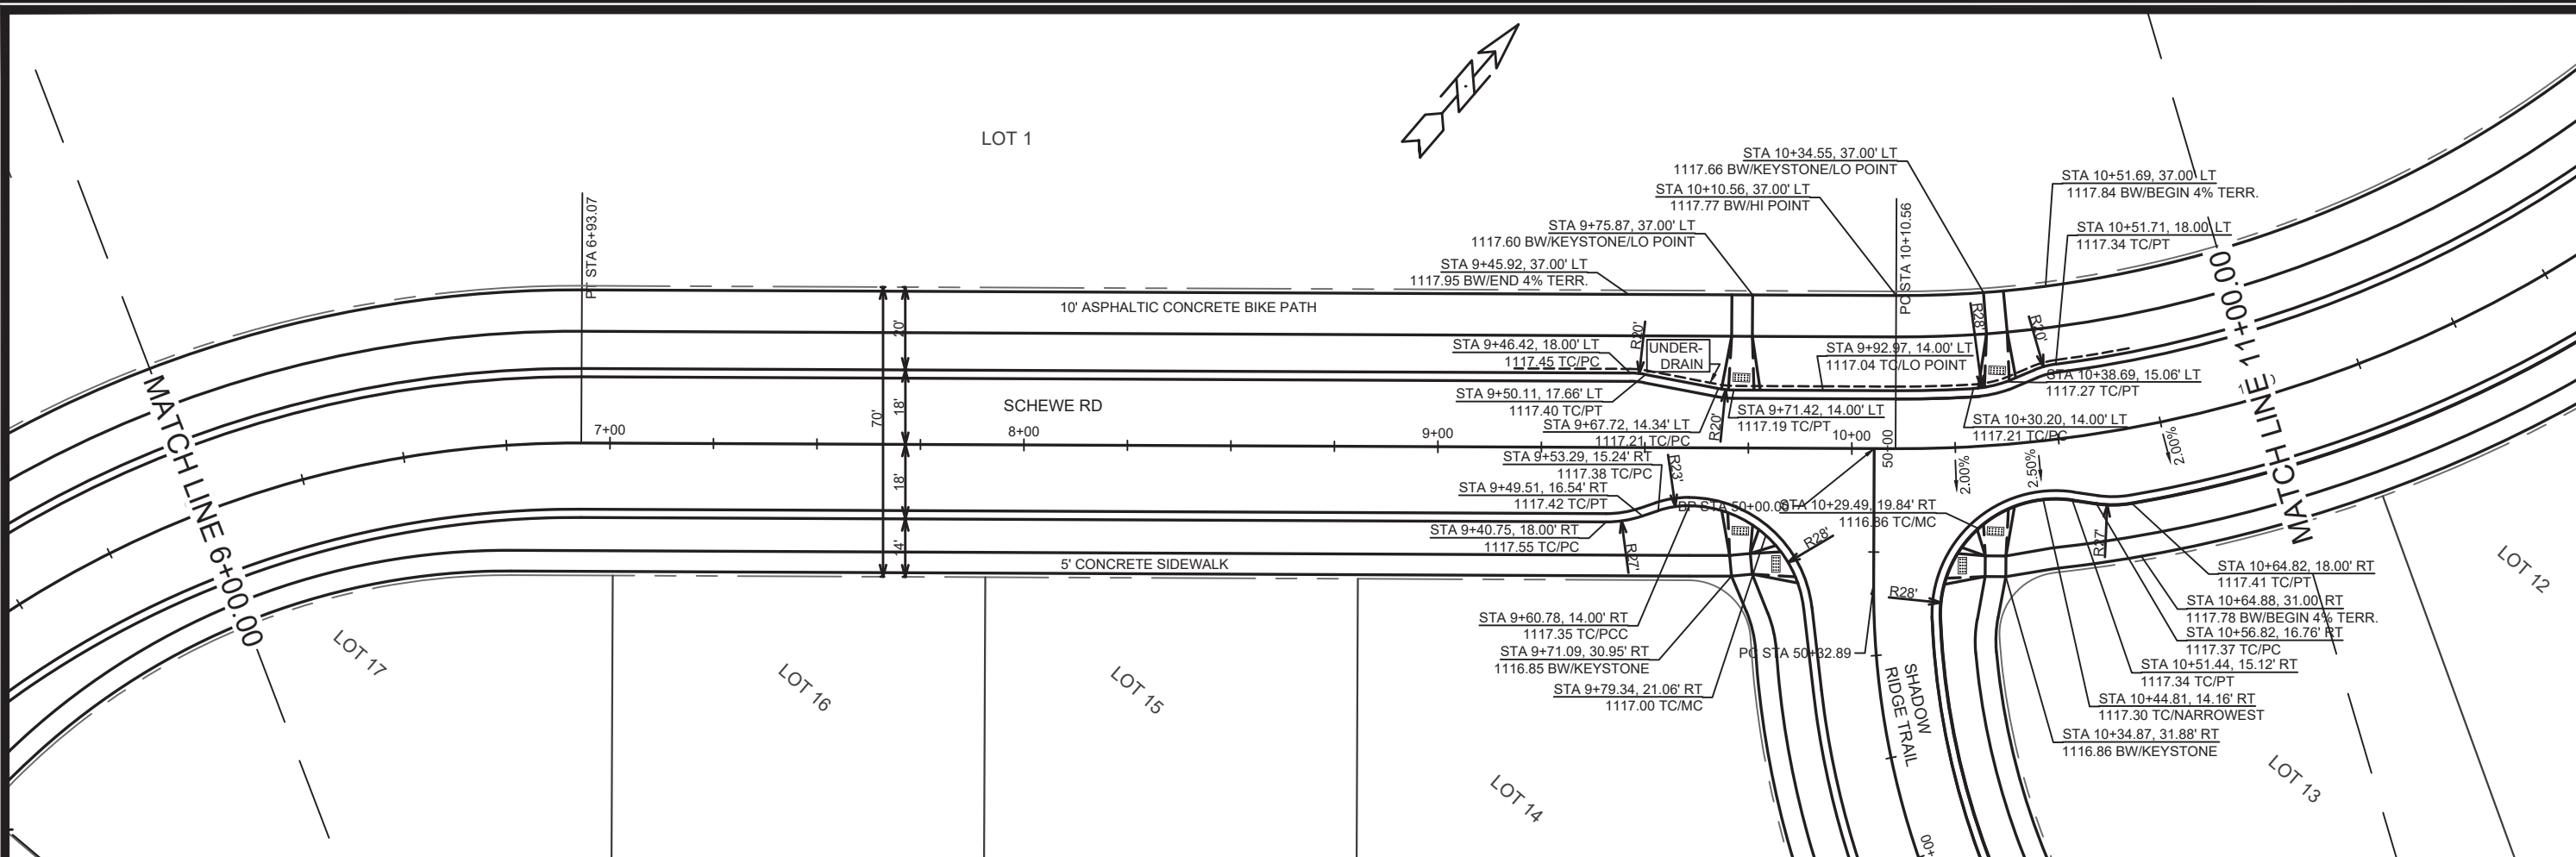 LOT 1
STA 10+34.55, 37.00' LT
1117.66 BW/KEYSTONE/LO POINT
STA 10+10.56, 37.00' LT
1117.77 BW/HI POINT
STA 9+75.87, 37.00' LT
1117.60 BW/KEYSTONE/LO POINT
STA 9+45.92, 37.00' LT
1117.95 BW/END 4% TERR.
STA 10+51.69, 37.00' LT
1117.84 BW/BEGIN 4% TERR.
STA 10+51.71, 18.00' LT
1117.34 TC/PT
PT STA 6+93.07
PC STA 10+10.56
MATCH LINE 6+00.00
MATCH LINE 11+00.00
10' ASPHALTIC CONCRETE BIKE PATH
20'
18'
70'
18'
14'
SCHEWE RD
7+00
8+00
9+00
10+00
50+00
R20'
UNDER-
DRAIN
R28'
R20'
STA 9+46.42, 18.00' LT
1117.45 TC/PC
STA 9+92.97, 14.00' LT
1117.04 TC/LO POINT
STA 9+50.11, 17.66' LT
1117.40 TC/PT
STA 9+71.42, 14.00' LT
1117.19 TC/PT
STA 10+38.69, 15.06' LT
1117.27 TC/PT
STA 9+67.72, 14.34' LT
1117.21 TC/PC
R20'
STA 10+30.20, 14.00' LT
1117.21 TC/PC
STA 9+53.29, 15.24' RT
1117.38 TC/PC
R23'
2.00%
2.50%
2.00%
STA 9+49.51, 16.54' RT
1117.42 TC/PT
BP STA 50+00.00
STA 10+29.49, 19.84' RT
1116.86 TC/MC
STA 9+40.75, 18.00' RT
1117.55 TC/PC
R27'
R28'
R27'
5' CONCRETE SIDEWALK
R28'
STA 10+64.82, 18.00' RT
1117.41 TC/PT
STA 10+64.88, 31.00' RT
1117.78 BW/BEGIN 4% TERR.
STA 9+60.78, 14.00' RT
1117.35 TC/PCC
STA 10+56.82, 16.76' RT
1117.37 TC/PC
STA 9+71.09, 30.95' RT
1116.85 BW/KEYSTONE
PC STA 50+32.89
STA 10+51.44, 15.12' RT
1117.34 TC/PT
STA 9+79.34, 21.06' RT
1117.00 TC/MC
STA 10+44.81, 14.16' RT
1117.30 TC/NARROWEST
STA 10+34.87, 31.88' RT
1116.86 BW/KEYSTONE
SHADOW
RIDGE TRAIL
LOT 17
LOT 16
LOT 15
LOT 14
LOT 13
LOT 12